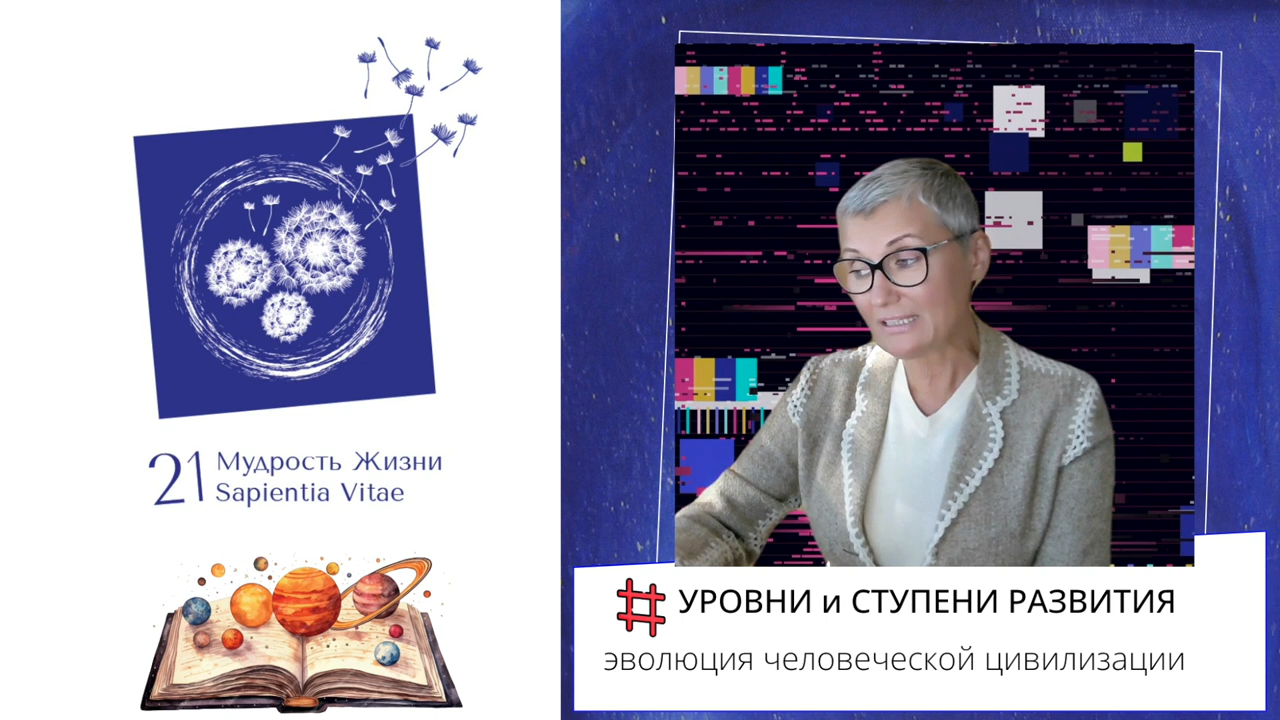 21 Мудрость Жизни
Sapientia Vitae
# УРОВНИ и СТУПЕНИ РАЗВИТИЯ
эволюция человеческой цивилизации